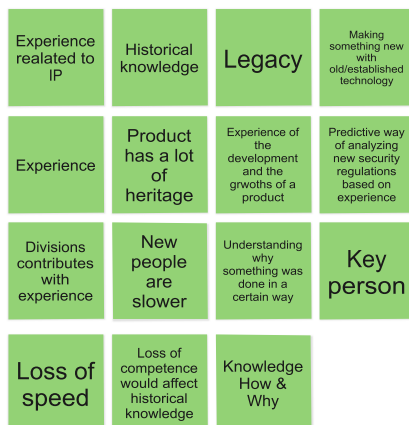 Experience
realated to
IP
Historical
knowledge
Legacy
Making
something new
with
old/established
technology
Experience
Product
has a lot
of
heritage
Experience of
the
development
and the
grwoths of a
product
Predictive way
of analyzing
new security
regulations
based on
experience
Divisions
contributes
with
experience
New
people
are
slower
Understanding
why
something was
done in a
certain way
Key
person
Loss of
speed
Loss of
competence
would affect
historical
knowledge
Knowledge
How &
Why